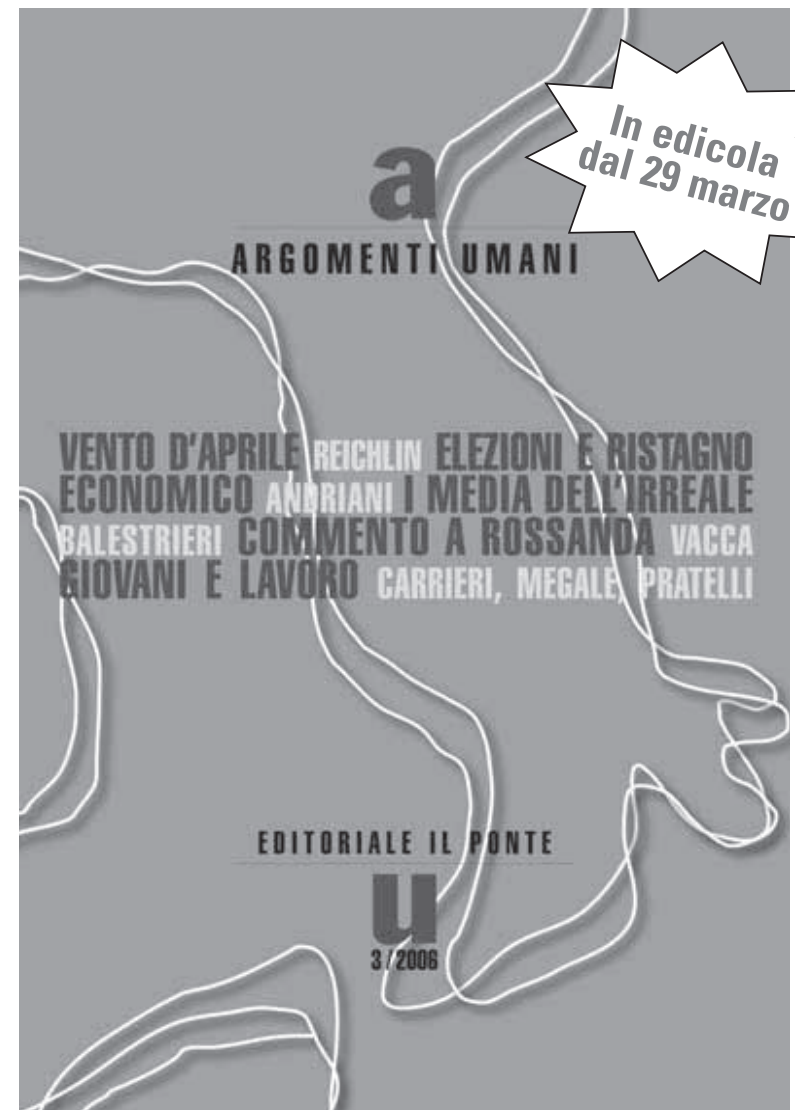 In edicola
dal 29 marzo
a
ARGOMENTI UMANI
VENTO D'APRILE REICHLIN ELEZIONI E RISTAGNO
ECONOMICO ANDRIANI I MEDIA DELL'IRREALE
BALESTRIERI COMMENTO A ROSSANDA VACCA
GIOVANI E LAVORO CARRIERI, MEGALE, PRATELLI
EDITORIALE IL PONTE
u
3 / 2006